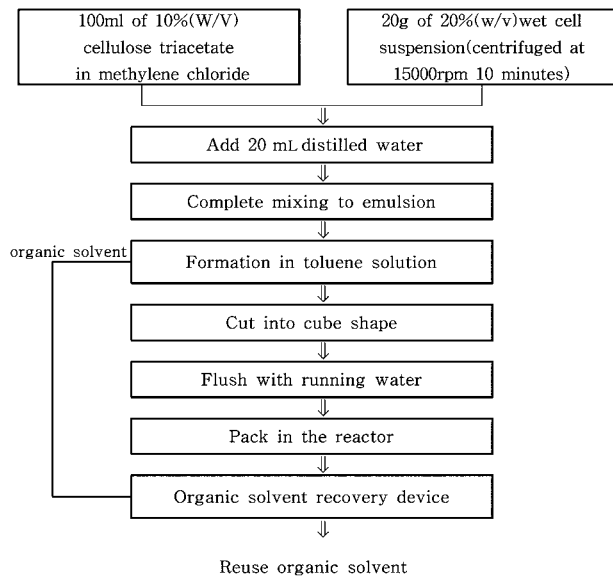 100ml of 10%(W/V)
cellulose triacetate
in methylene chloride
20g of 20%(w/v)wet cell
suspension(centrifuged at
15000rpm 10 minutes)
Add 20 mL distilled water
Complete mixing to emulsion
organic solvent
Formation in toluene solution
Cut into cube shape
Flush with running water
Pack in the reactor
Organic solvent recovery device
Reuse organic solvent